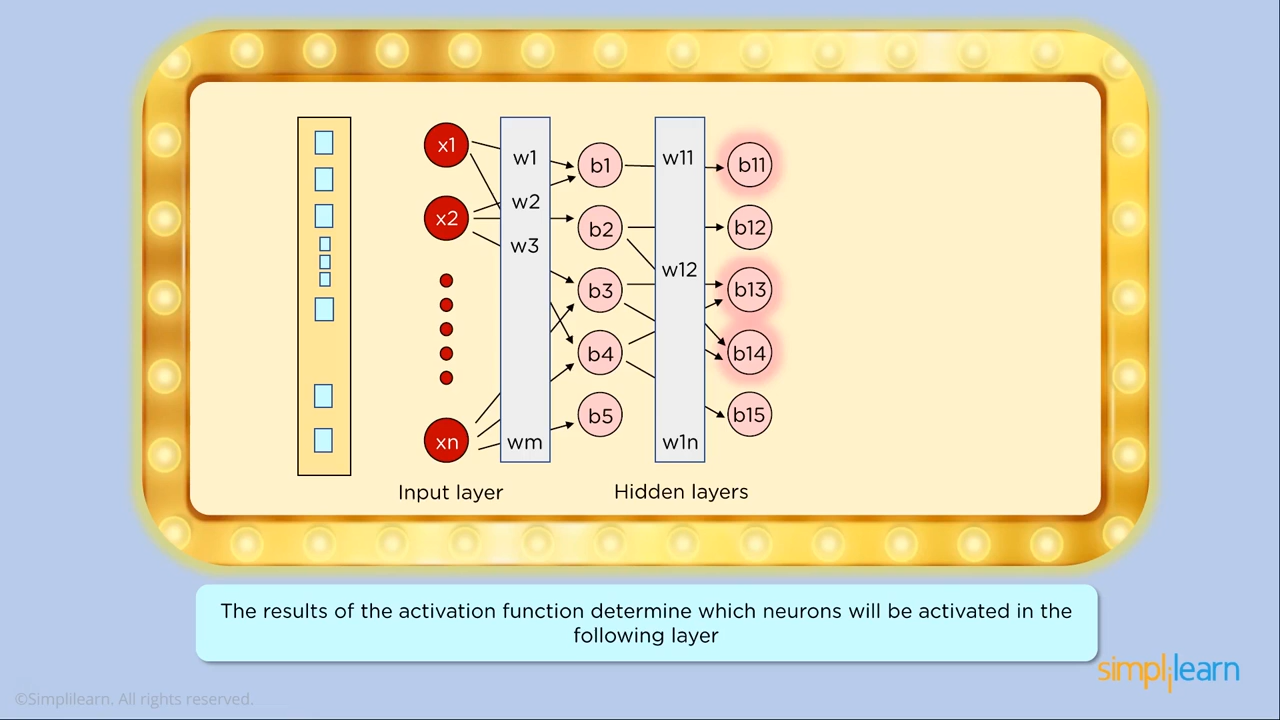 x1
x2
xn
w1
w2
w3
wm
b1
b2
b3
b4
b5
w11
w12
w1n
b11
b12
b13
b14
b15
Input layer
Hidden layers
The results of the activation function determine which neurons will be activated in the
following layer
simplilearn
©Simplilearn. All rights reserved.